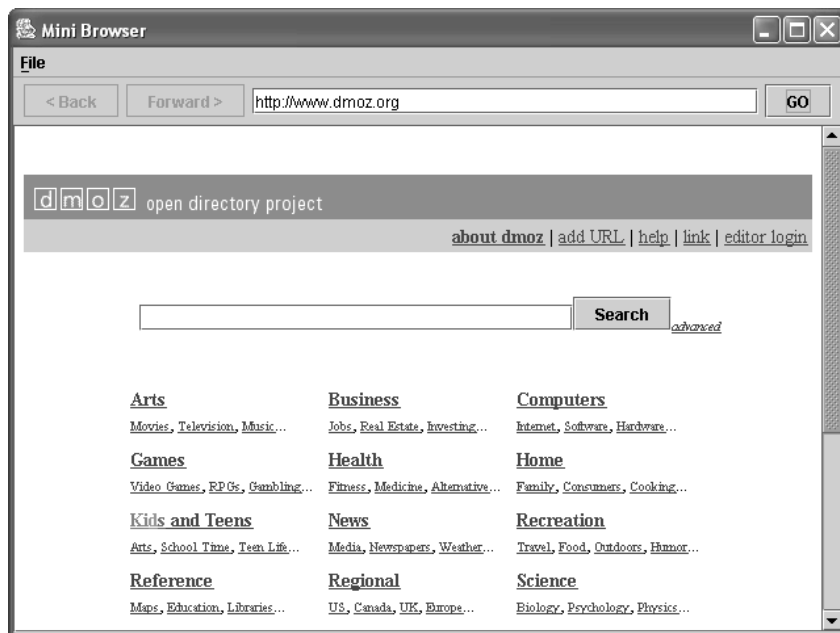 Mini Browser
File
< Back Forward > http://www.dmoz.org GO
dmoz open directory project
about dmoz | add URL | help | link | editor login
Search advanced
Arts Business Computers
Movies, Television, Music... Jobs, Real Estate, Investing... Internet, Software, Hardware...
Games Health Home
Video Games, RPGs, Gambling... Fitness, Medicine, Alternative... Family, Consumers, Cooking...
Kids and Teens News Recreation
Arts, School Time, Teen Life... Media, Newspapers, Weather... Travel, Food, Outdoors, Humor...
Reference Regional Science
Maps, Education, Libraries... US, Canada, UK, Europe... Biology, Psychology, Physics...